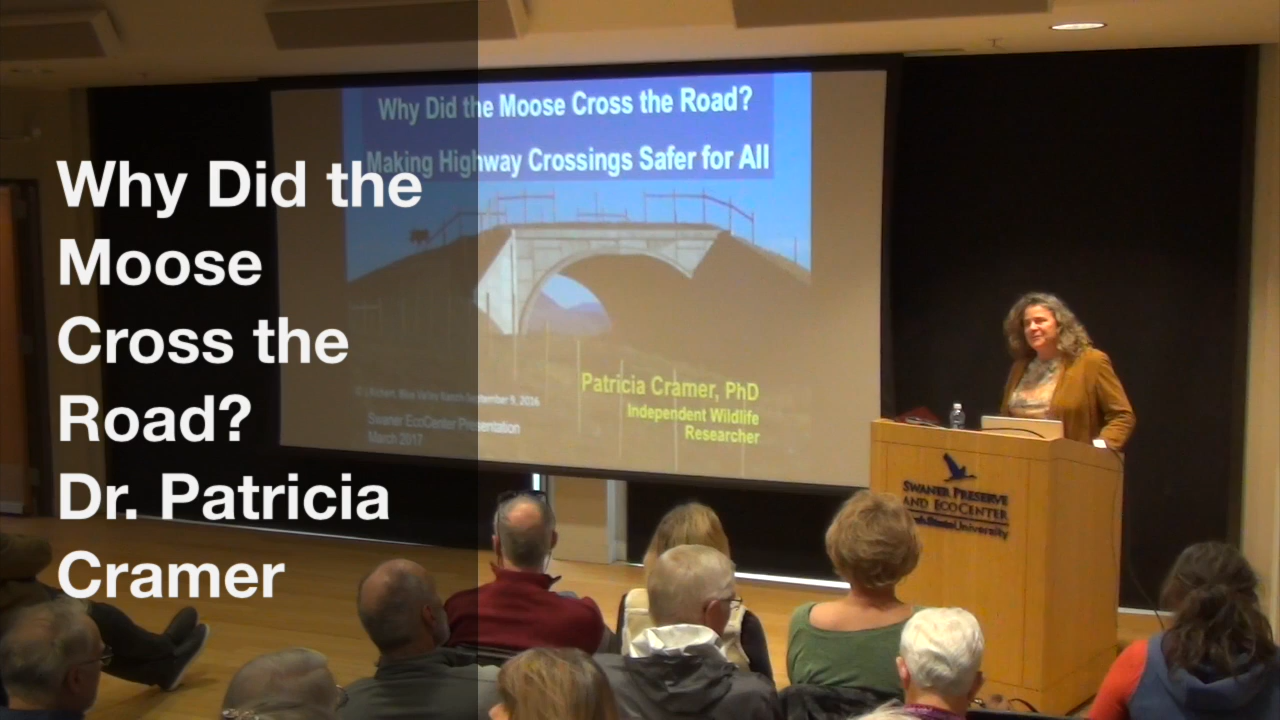 Why Did the
Moose
Cross the
Road?
Dr. Patricia
Cramer
Why Did the Moose Cross the Road?
Making Highway Crossings Safer for All
Patricia Cramer, PhD
Independent Wildlife
Researcher
September 9, 2016
Swaner EcoCenter Presentation
March 2017
SWANER PRESERVE
AND ECOCENTER
UtahStateUniversity